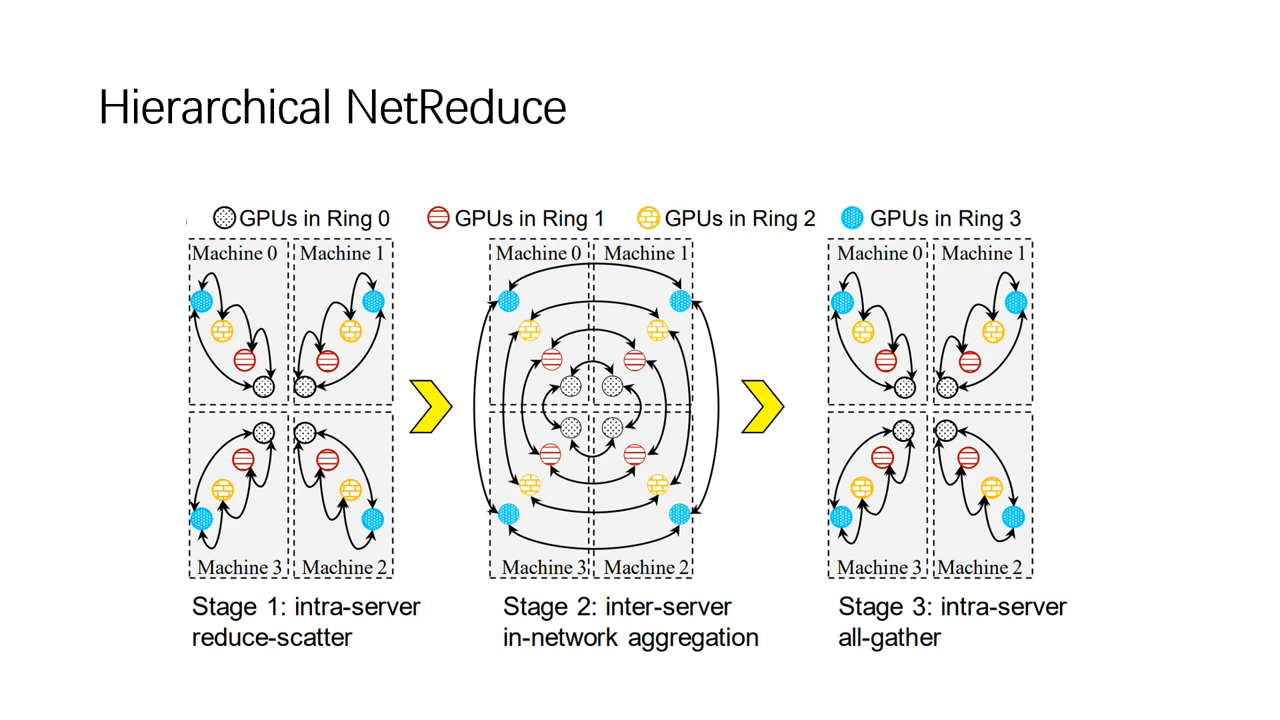 Hierarchical NetReduce
GPUs in Ring 0 GPUs in Ring 1 GPUs in Ring 2 GPUs in Ring 3
Machine 0 Machine 1 Machine 0 Machine 1 Machine 0 Machine 1
Machine 3 Machine 2 Machine 3 Machine 2 Machine 3 Machine 2
Stage 1: intra-server
reduce-scatter
Stage 2: inter-server
in-network aggregation
Stage 3: intra-server
all-gather